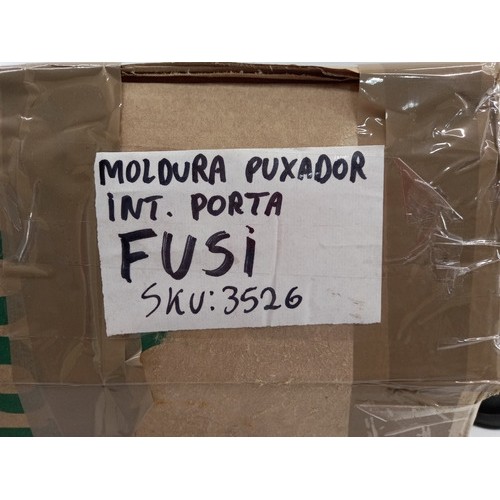 MOLDURA PUXADOR
INT. PORTA
FUSi
SKU:3526